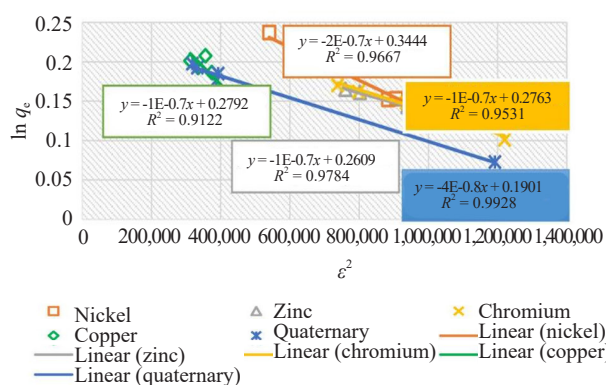 0.25
0.2
0.15
0.1
0.05
0
ln qe
y = -2E-0.7x + 0.3444
R² = 0.9667
y = -1E-0.7x + 0.2792
R² = 0.9122
y = -1E-0.7x + 0.2763
R² = 0.9531
y = -1E-0.7x + 0.2609
R² = 0.9784
y = -4E-0.8x + 0.1901
R² = 0.9928
0 200,000 400,000 600,000 800,000 1,000,000 1,200,000 1,400,000
ε²
Nickel Zinc Chromium
Copper Quaternary Linear (nickel)
Linear (zinc) Linear (chromium) Linear (copper)
Linear (quaternary)